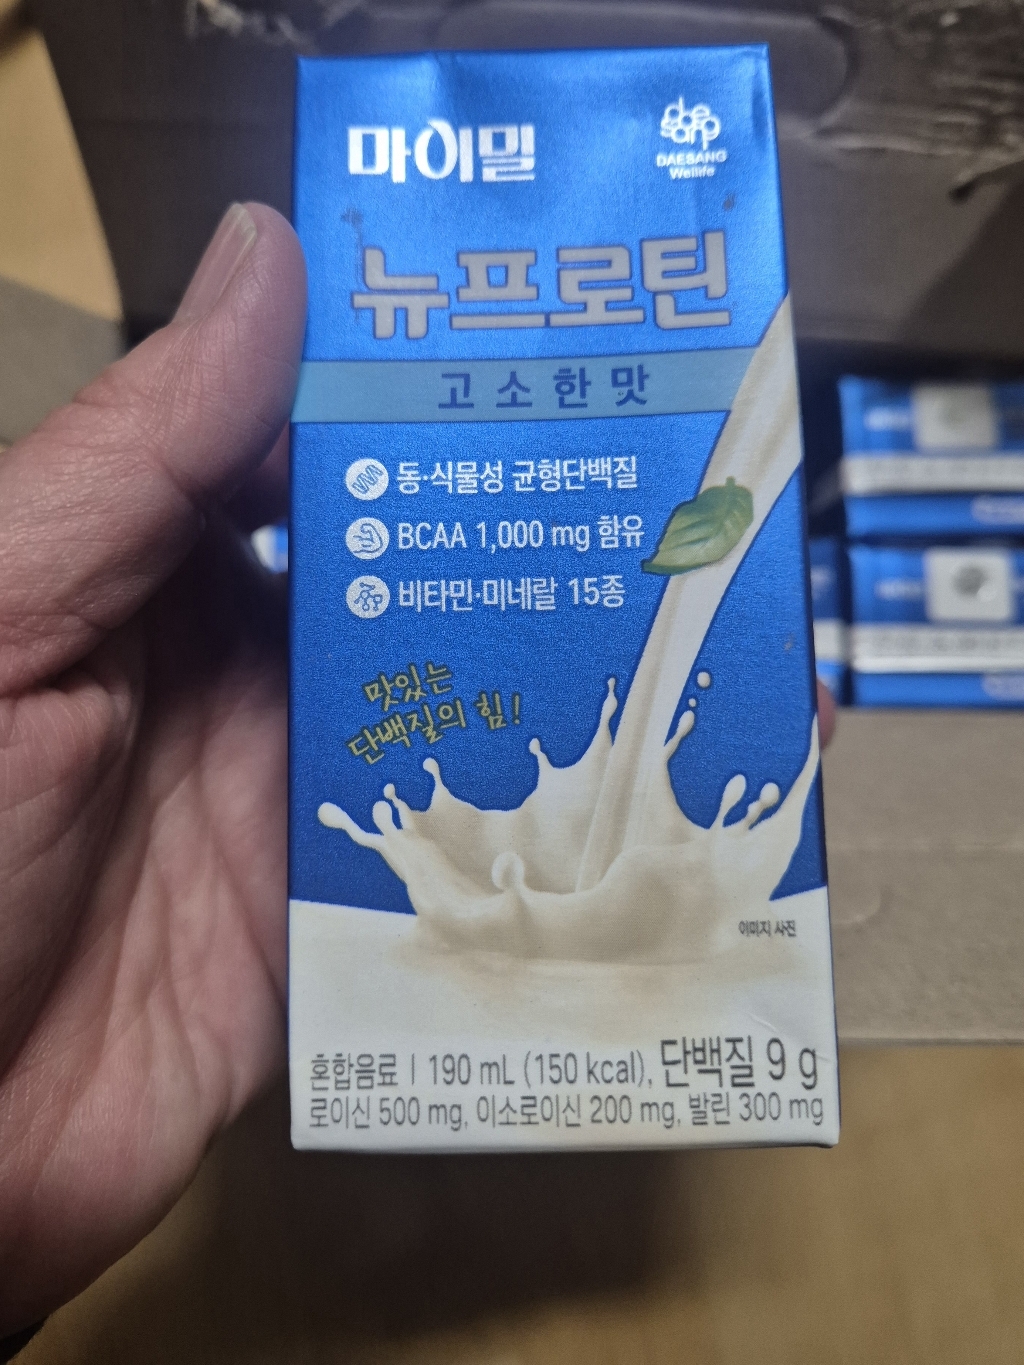 마이밀
daesang
DAESANG
Wellife
뉴프로틴
고소한맛
동·식물성 균형단백질
BCAA 1,000 mg 함유
비타민·미네랄 15종
맛있는
단백질의 힘!
이미지 사진
혼합음료 | 190 mL (150 kcal), 단백질 9 g
로이신 500 mg, 이소로이신 200 mg, 발린 300 mg